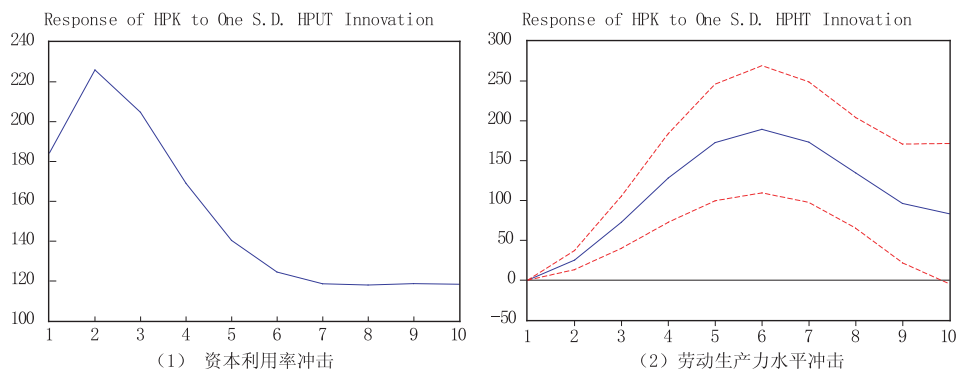 Response of HPK to One S.D. HPUT Innovation
240
220
200
180
160
140
120
100
1 2 3 4 5 6 7 8 9 10
（1） 资本利用率冲击
Response of HPK to One S.D. HPHT Innovation
300
250
200
150
100
50
0
−50
1 2 3 4 5 6 7 8 9 10
（2）劳动生产力水平冲击